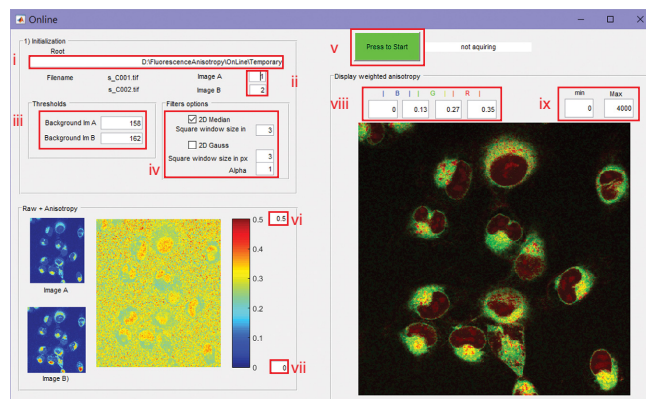 Online
1) Initialization
Root
i
D:\FluorescenceAnisotropy\OnLine\Temporary
Filename
s_C001.tif
s_C002.tif
Image A
1
Image B
2
ii
Thresholds
iii
Background Im A
158
Background Im B
162
Filters options
iv
2D Median
Square window size in
3
2D Gauss
Square window size in px
3
Alpha
1
Raw + Anisotropy
Image A
Image B)
0.5
0.4
0.3
0.2
0.1
0
0.5
vi
0
vii
v
Press to Start
not aquiring
Display weighted anisotropy
viii
| B | | G | | R |
0
0.13
0.27
0.35
ix
min
Max
0
4000